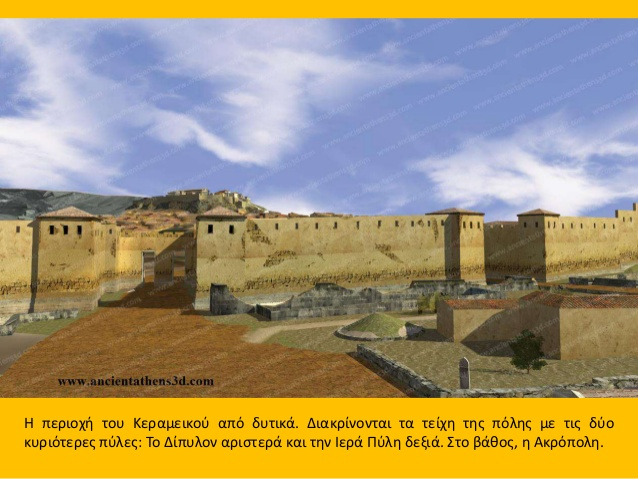 www.ancientathens3d.com
Η περιοχή του Κεραμεικού από δυτικά. Διακρίνονται τα τείχη της πόλης με τις δύο
κυριότερες πύλες: Το Δίπυλον αριστερά και την Ιερά Πύλη δεξιά. Στο βάθος, η Ακρόπολη.